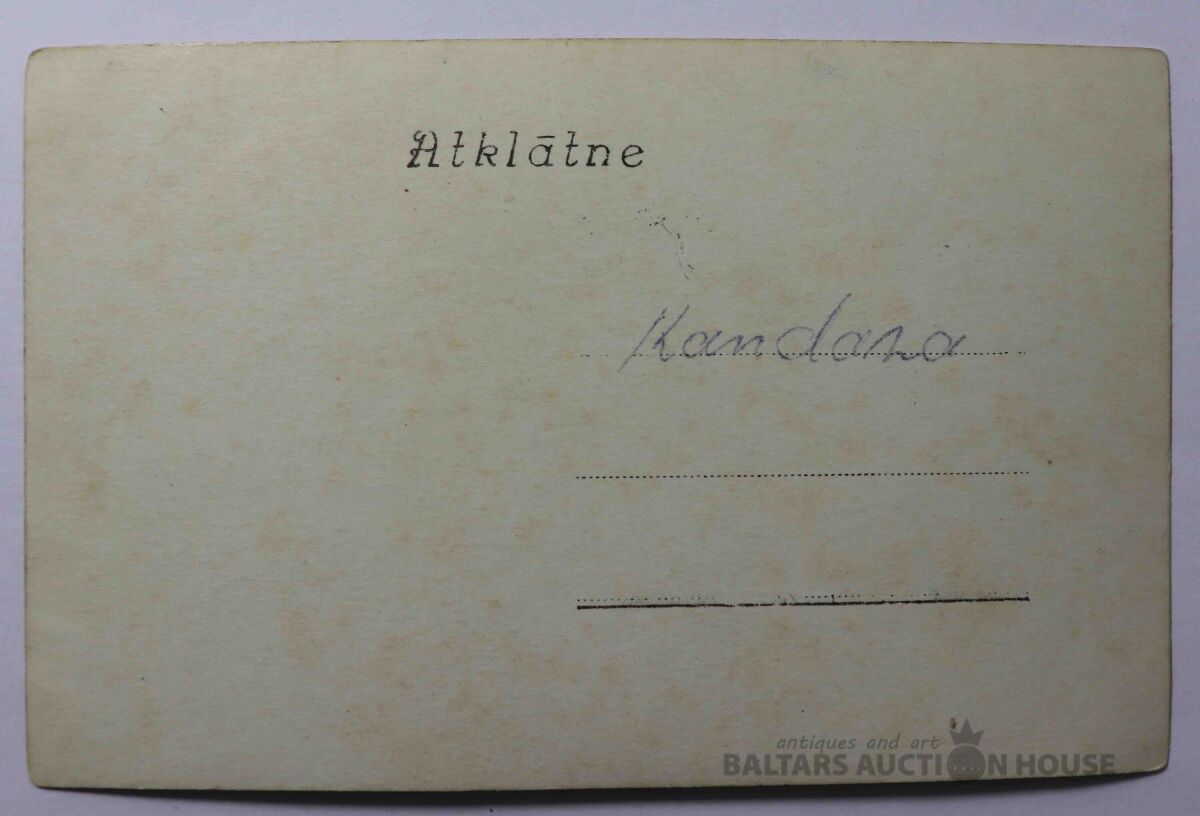 Atklātne
Kandava
antiques and art
BALTARS AUCTION HOUSE